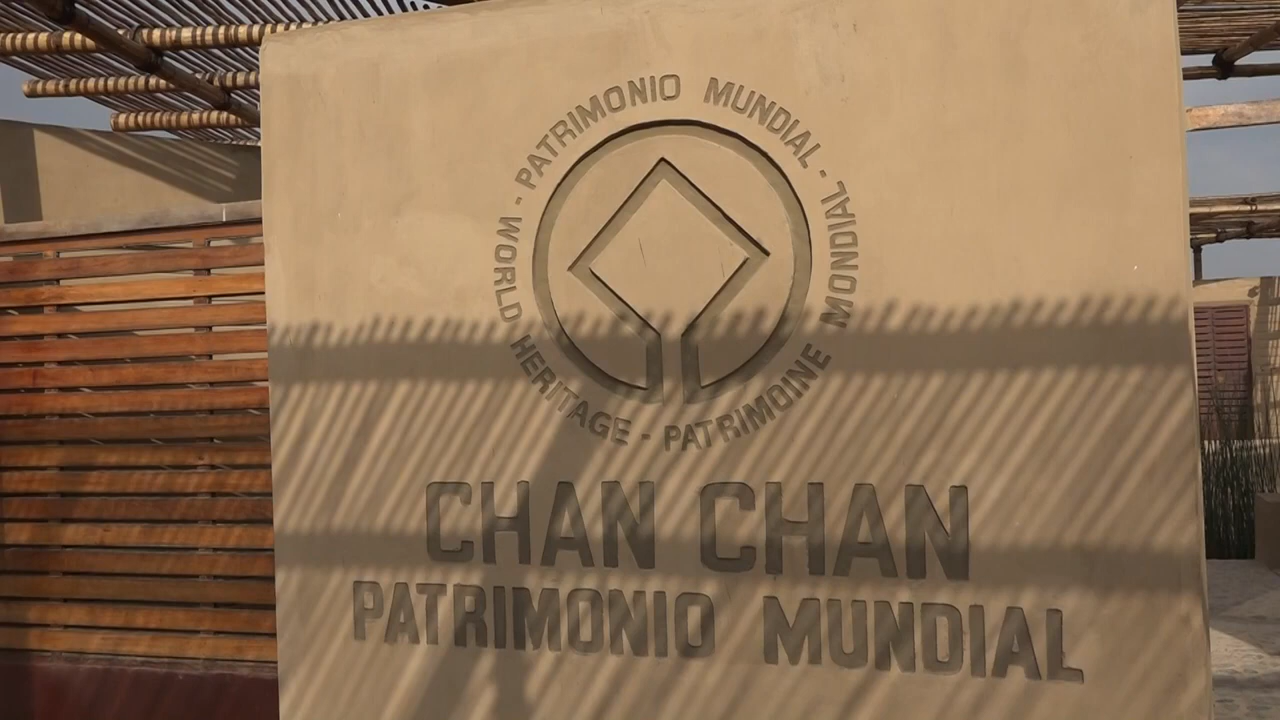 PATRIMONIO MUNDIAL - WORLD HERITAGE - PATRIMOINE MONDIAL -
CHAN CHAN
PATRIMONIO MUNDIAL